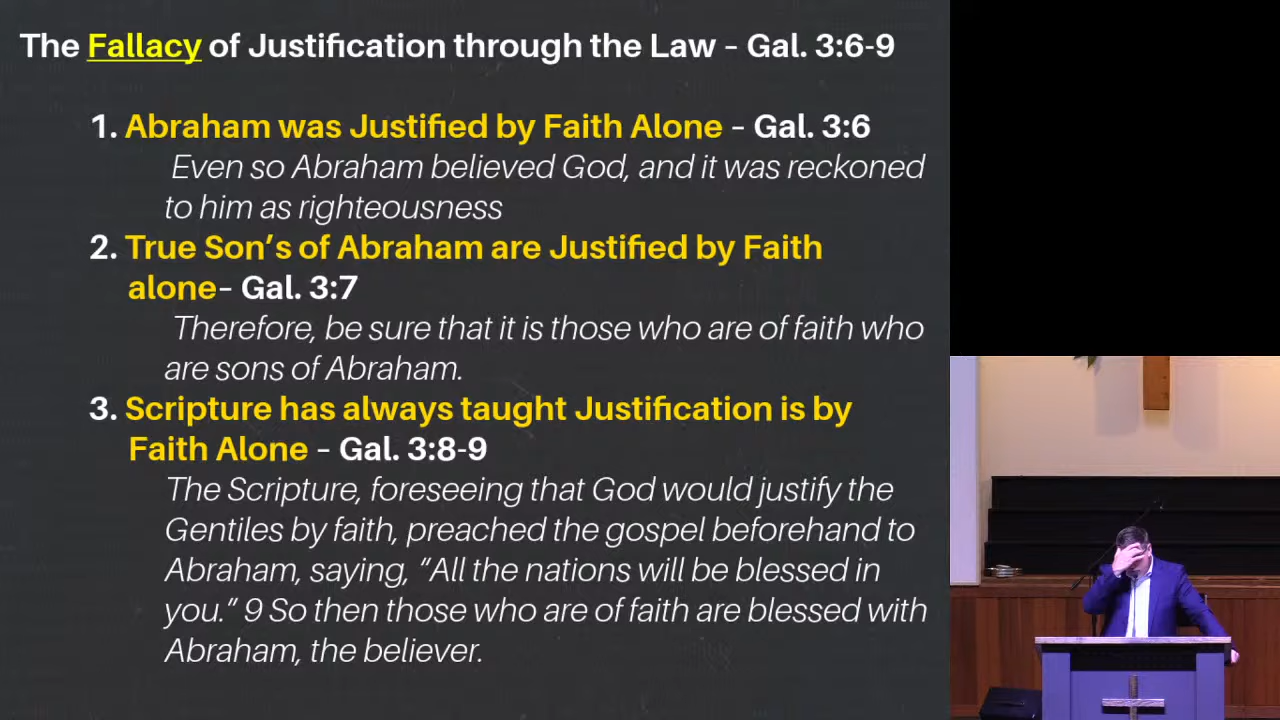 The Fallacy of Justification through the Law – Gal. 3:6-9
1. Abraham was Justified by Faith Alone – Gal. 3:6
Even so Abraham believed God, and it was reckoned
to him as righteousness
2. True Son’s of Abraham are Justified by Faith
alone– Gal. 3:7
Therefore, be sure that it is those who are of faith who
are sons of Abraham.
3. Scripture has always taught Justification is by
Faith Alone – Gal. 3:8-9
The Scripture, foreseeing that God would justify the
Gentiles by faith, preached the gospel beforehand to
Abraham, saying, “All the nations will be blessed in
you.” 9 So then those who are of faith are blessed with
Abraham, the believer.